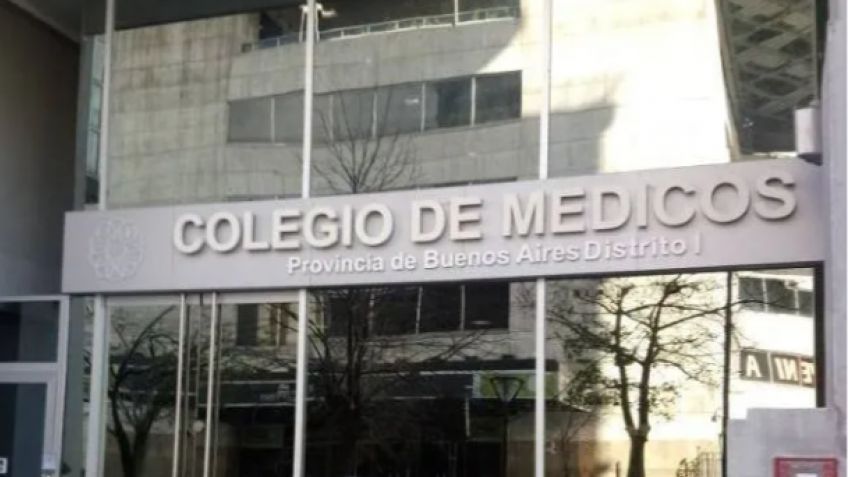 COLEGIO DE MEDICOS
Provincia de Buenos Aires Distrito I